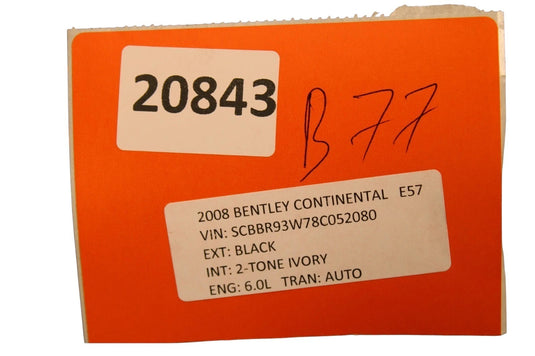 20843
B77
2008 BENTLEY CONTINENTAL E57
VIN: SCBBR93W78C052080
EXT: BLACK
INT: 2-TONE IVORY
ENG: 6.0L TRAN: AUTO